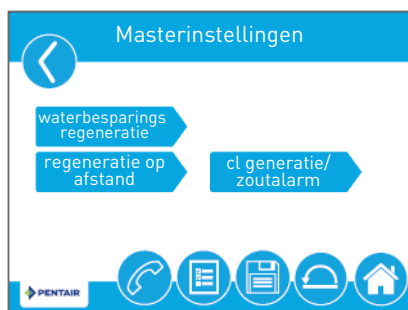 Masterinstellingen
waterbesparings
regeneratie
regeneratie op
afstand
cl generatie/
zoutalarm
PENTAIR